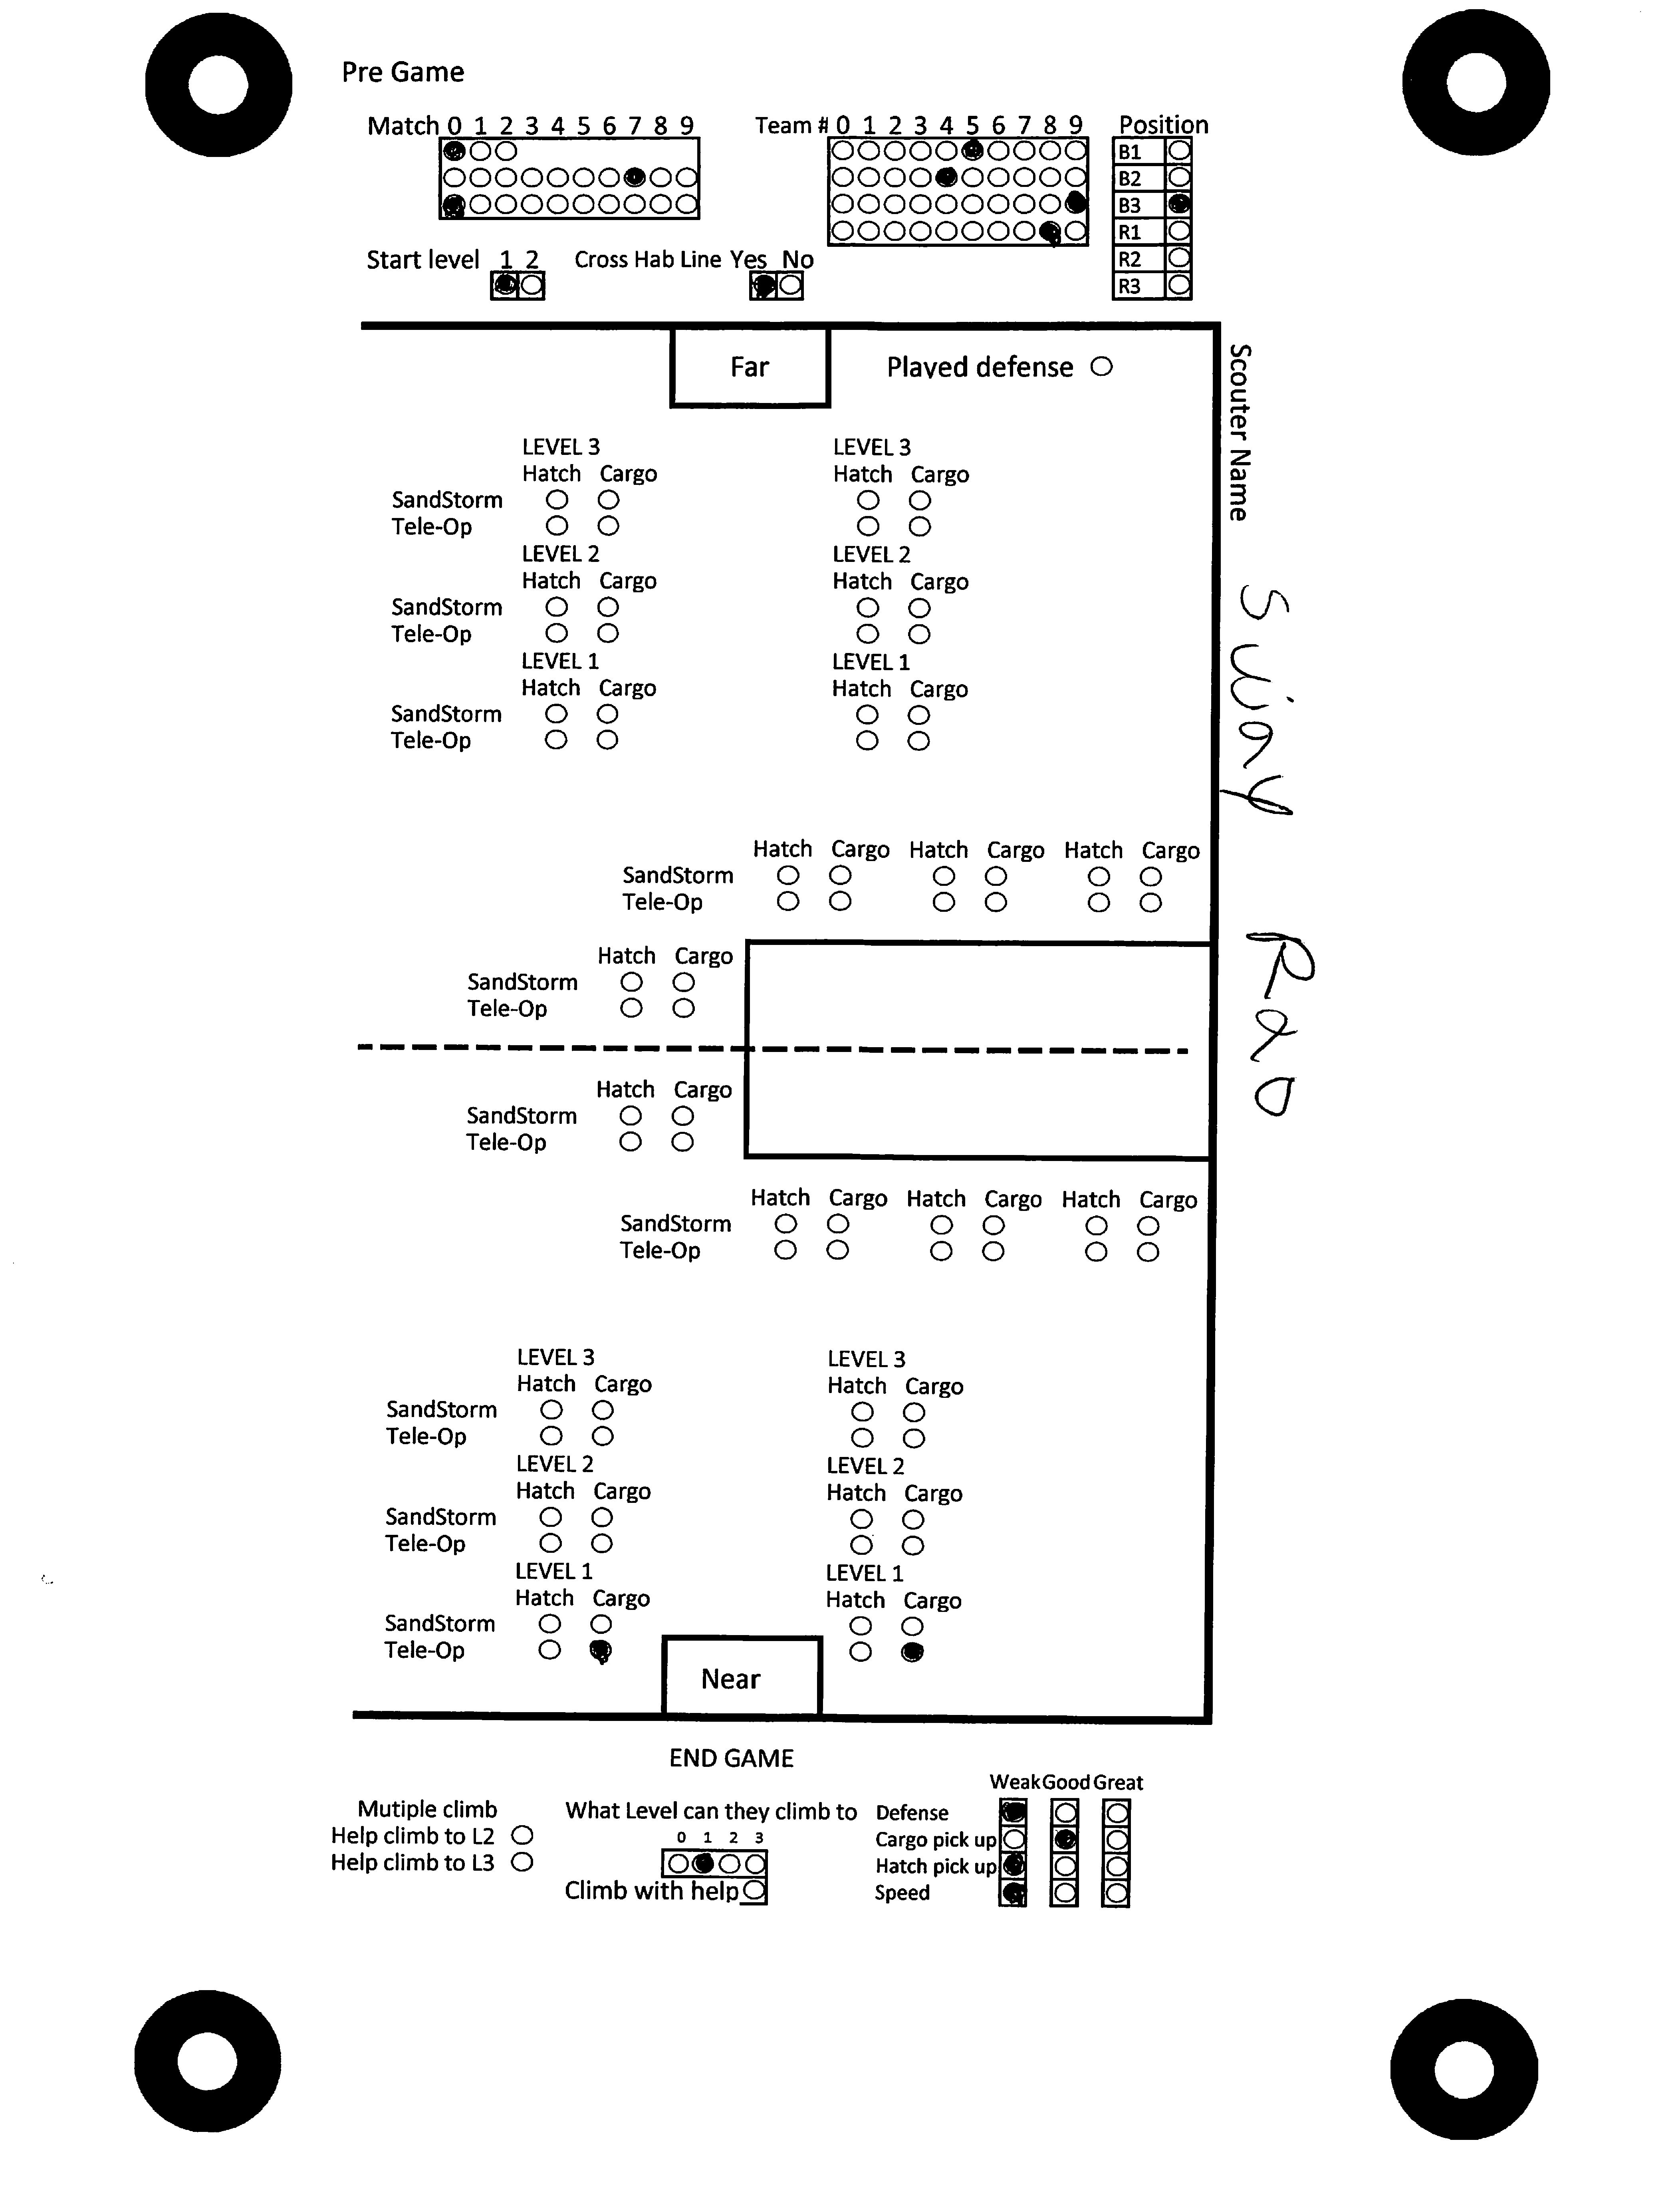 Pre Game
Match 0 1 2 3 4 5 6 7 8 9
Team # 0 1 2 3 4 5 6 7 8 9
Position
B1
B2
B3
R1
R2
R3
Start level 1 2
Cross Hab Line Yes No
Far
Plaved defense
Scouter Name
LEVEL 3 LEVEL 3
Hatch Cargo Hatch Cargo
SandStorm
Tele-Op
LEVEL 2 LEVEL 2
Hatch Cargo Hatch Cargo
SandStorm
Tele-Op
LEVEL 1 LEVEL 1
Hatch Cargo Hatch Cargo
SandStorm
Tele-Op
Hatch Cargo Hatch Cargo Hatch Cargo
SandStorm
Tele-Op
Hatch Cargo
SandStorm
Tele-Op
Hatch Cargo
SandStorm
Tele-Op
Hatch Cargo Hatch Cargo Hatch Cargo
SandStorm
Tele-Op
LEVEL 3 LEVEL 3
Hatch Cargo Hatch Cargo
SandStorm
Tele-Op
LEVEL 2 LEVEL 2
Hatch Cargo Hatch Cargo
SandStorm
Tele-Op
LEVEL 1 LEVEL 1
Hatch Cargo Hatch Cargo
SandStorm
Tele-Op
Near
END GAME
Mutiple climb
Help climb to L2
Help climb to L3
What Level can they climb to
0 1 2 3
Climb with help
Weak Good Great
Defense
Cargo pick up
Hatch pick up
Speed
Rao